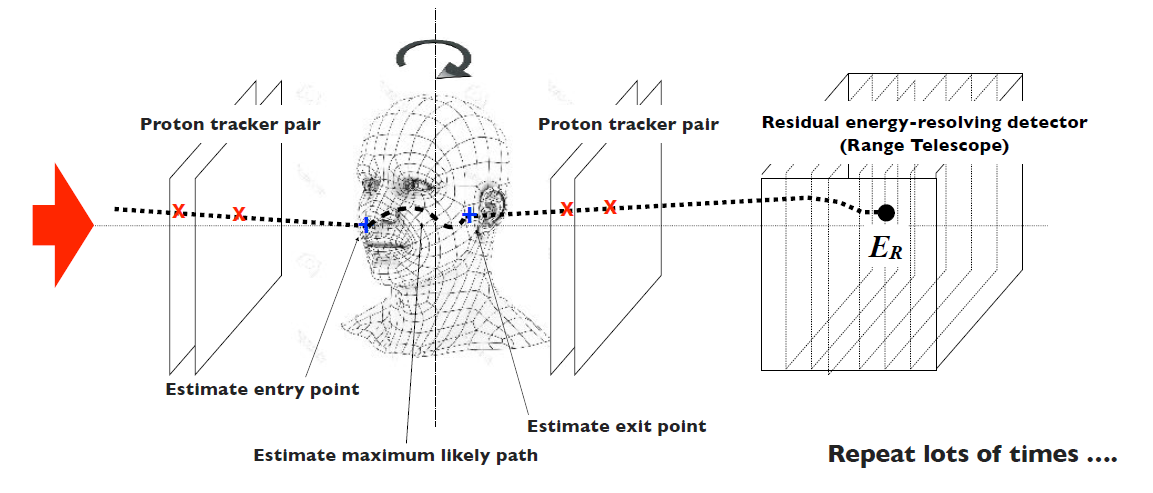 Proton tracker pair
Proton tracker pair
Residual energy-resolving detector
(Range Telescope)
X
X
X
X
E_R
Estimate entry point
Estimate exit point
Estimate maximum likely path
Repeat lots of times ....